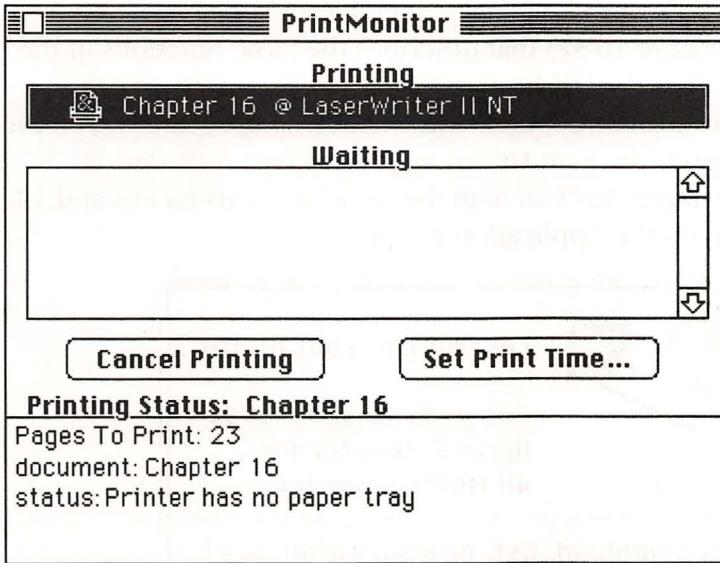 PrintMonitor
Printing
Chapter 16 @ LaserWriter II NT
Waiting
Cancel Printing
Set Print Time...
Printing Status: Chapter 16
Pages To Print: 23
document: Chapter 16
status: Printer has no paper tray